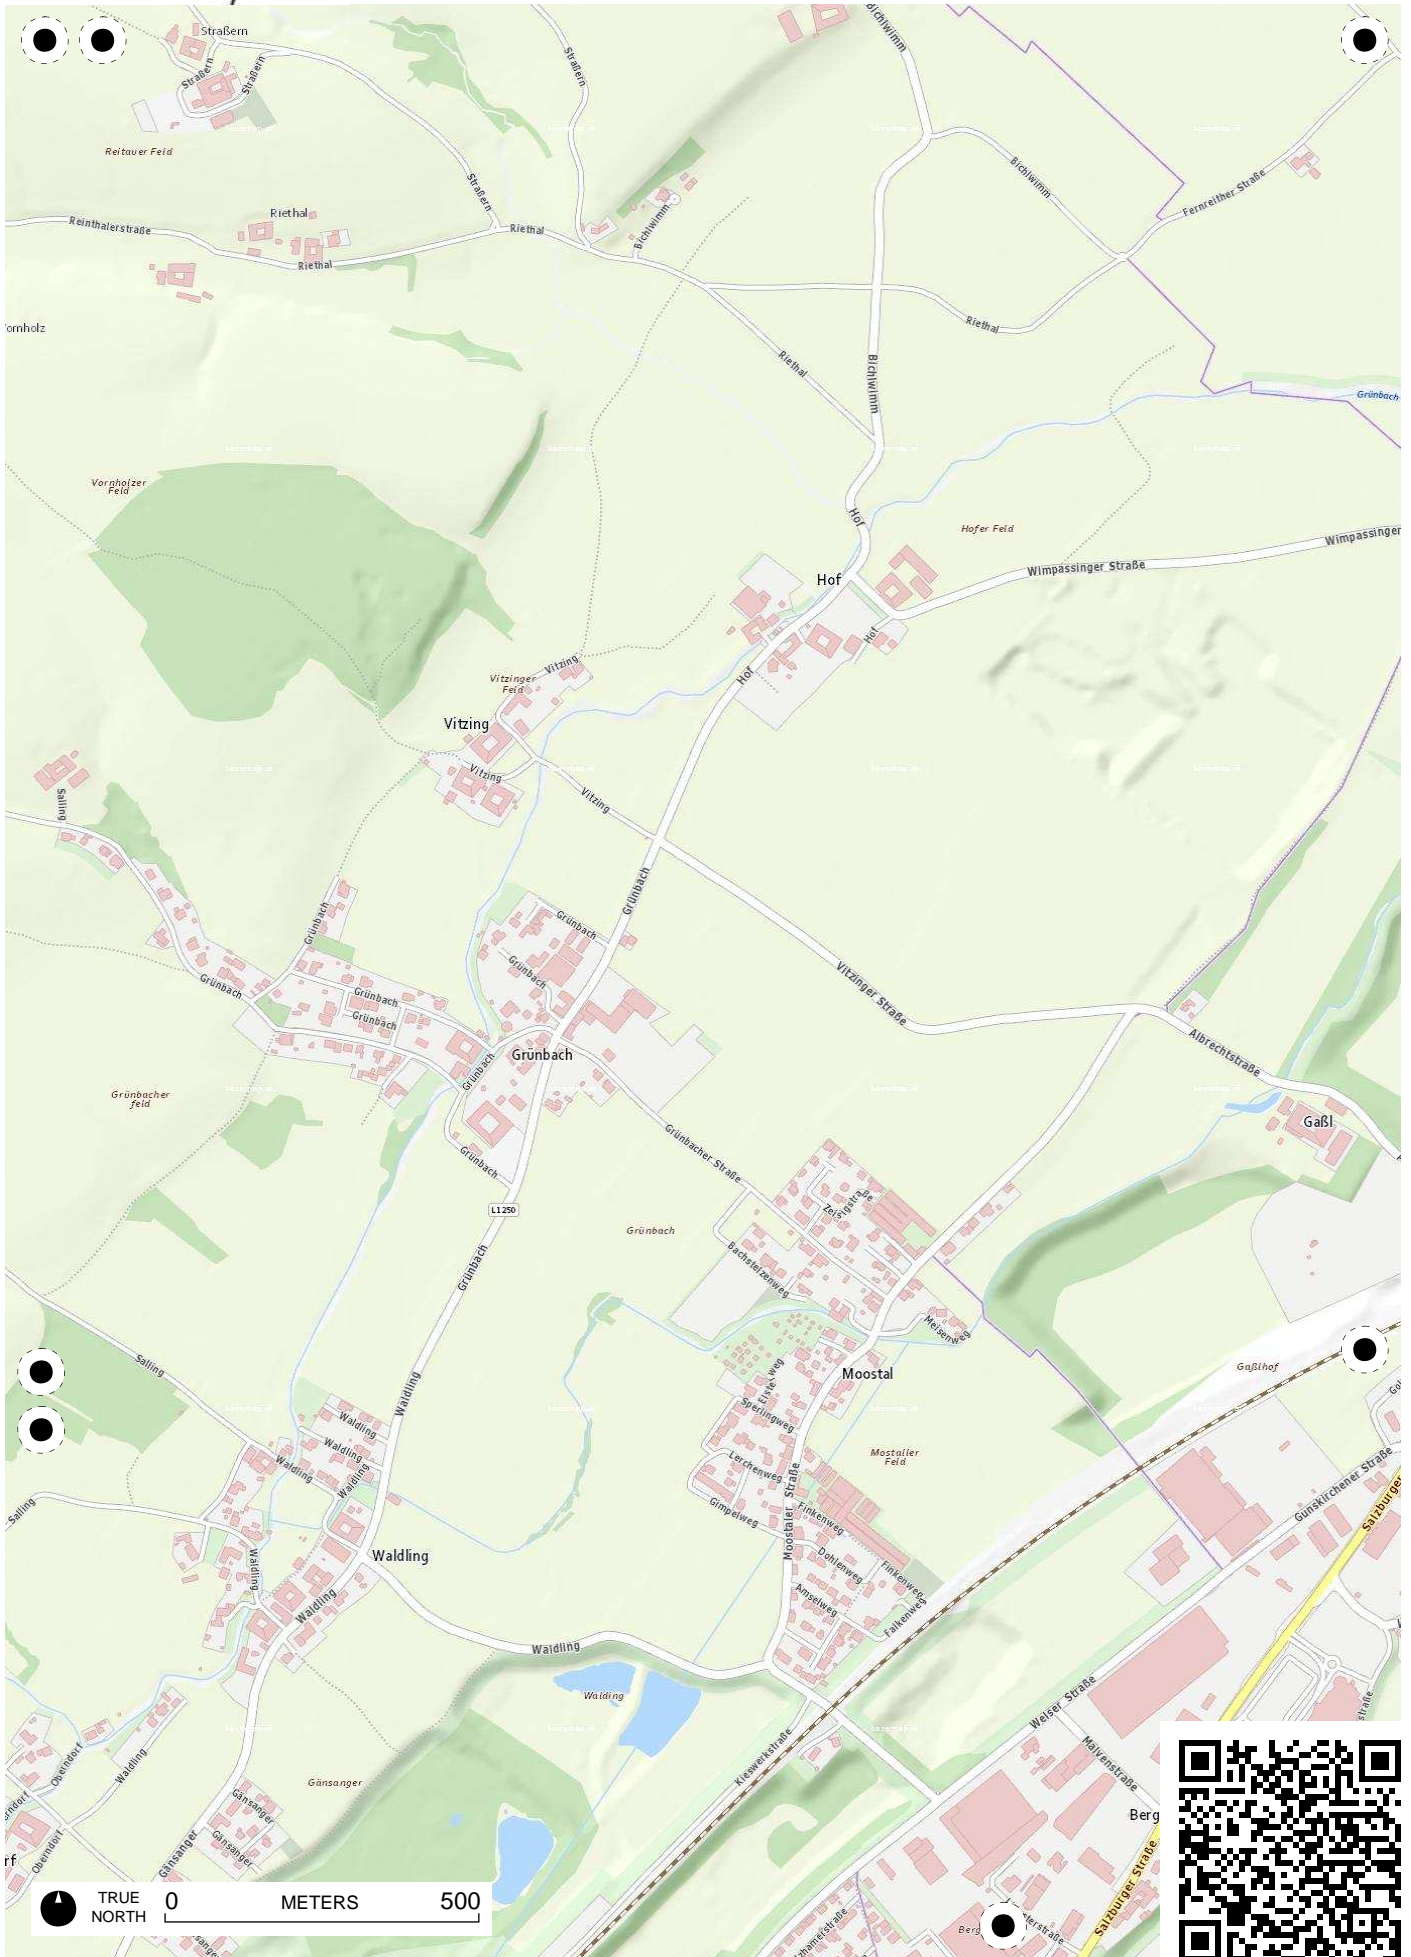 Straßern
Straßern
Straßern
Straßern
Bichlwimm
Reitauer Feld
Straßern
Bichlwimm
Fernreither Straße
Riethal
Reinthalerstraße
Riethal
Bichlwimm
Riethal
Riethal
Bichlwimm
Riethal
Grünbach
Vornholzer
Feld
Hof
Hofer Feld
Wimpassinger
Wimpassinger Straße
Hof
Hof
Hof
Vitzing
Vitzinger
Feld
Vitzing
Vitzing
Vitzing
Salling
Grünbach
Grünbach
Grünbach
Grünbach
Grünbach
Grünbach
Grünbach
Vitzinger Straße
Grünbach
Grünbach
Albrechtstraße
Grünbacher
feld
Gaßl
Grünbacher Straße
Grünbach
Zeisigstraße
L1250
Grünbach
Grünbach
Bachstelzenweg
Meisenweg
Salling
Moostal
Gaßlhof
Waldling
Elsterweg
Sperlingweg
Waldling
Waldling
Waldling
Waldling
Mostaller
Feld
Lerchenweg
Gimpelweg
Moostaler Straße
Finkenweg
Salling
Günskirchener Straße
Salzburger
Waldling
Waldling
Dohlenweg
Finkenweg
Amselweg
Falkenweg
Waldling
Waldling
Walding
Welser Straße
straße
Malvenstraße
Kieswerkstraße
Oberndorf
Waldling
Gänsanger
Gänsanger
Gänsanger
Gänsanger
Oberndorf
Berg
Salzburger Straße
TRUE
NORTH
0 METERS 500